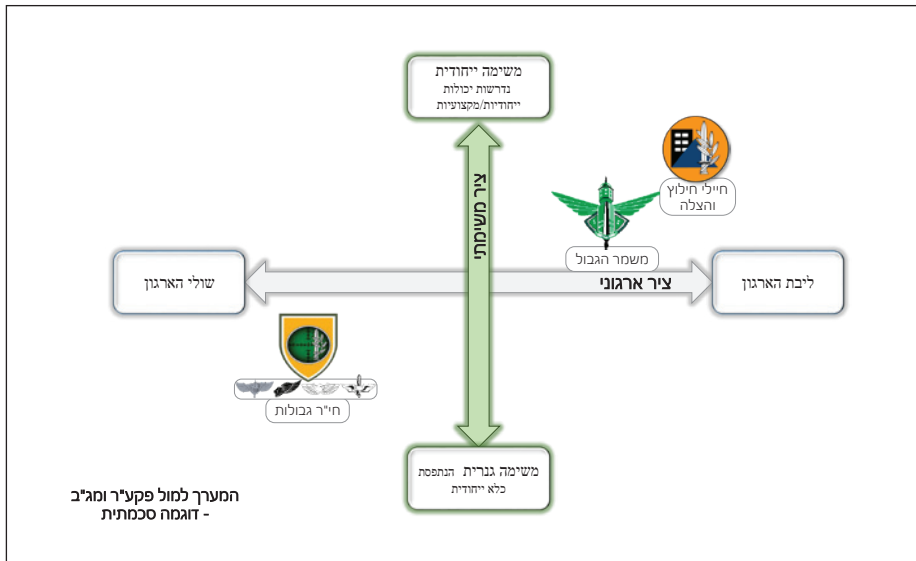 משימה ייחודית
נדרשות יכולות
ייחודיות/מקצועיות
חיילי חילוץ
והצלה
ציר משימתי
משמר הגבול
שולי הארגון
ציר ארגוני
ליבת הארגון
חי"ר גבולות
משימה גנרית הנתפסת
כלא ייחודית
המערך למול פקע"ר ומג"ב
- דוגמה סכמתית